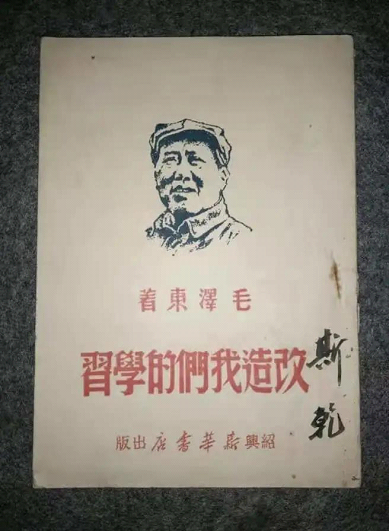 毛澤東着
改造我們的學習
紹興新華書店出版
斯乾